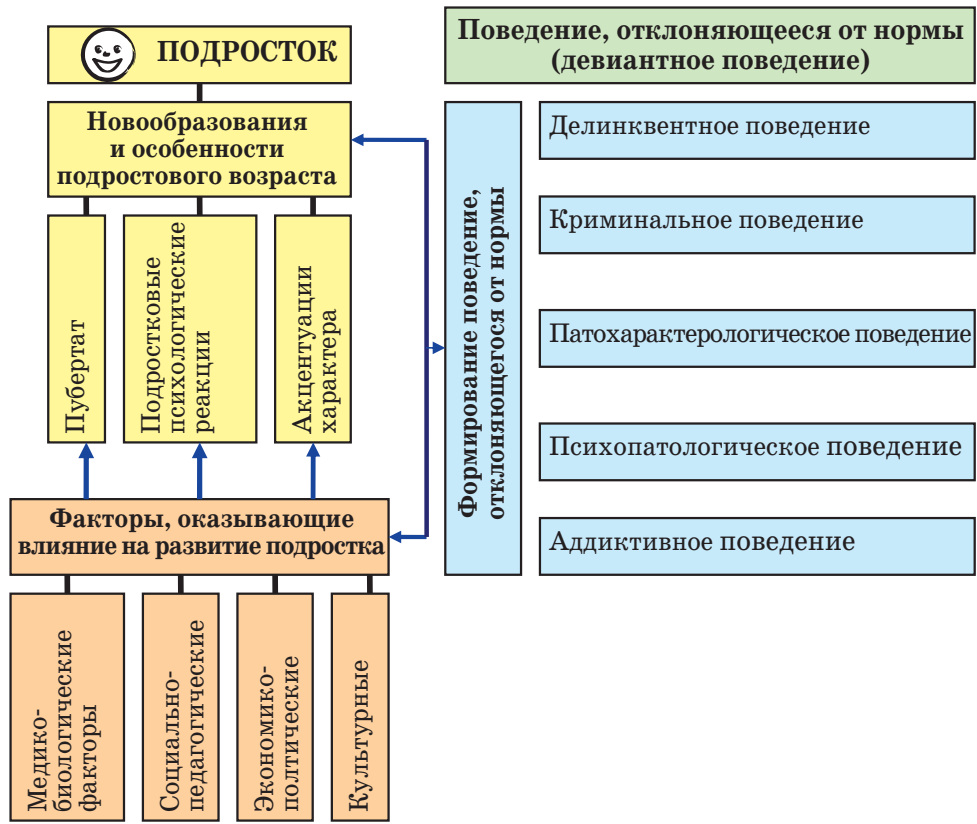 ПОДРОСТОК
Новообразования
и особенности
подростового возраста
Пубертат
Подростковые
психологические
реакции
Акцентуации
характера
Факторы, оказывающие
влияние на развитие подростка
Медико-
биологические
факторы
Социально-
педагогические
Экономико-
полтические
Культурные
Поведение, отклоняющееся от нормы
(девиантное поведение)
Формирование поведение,
отклоняющегося от нормы
Делинквентное поведение
Криминальное поведение
Патохарактерологическое поведение
Психопатологическое поведение
Аддиктивное поведение